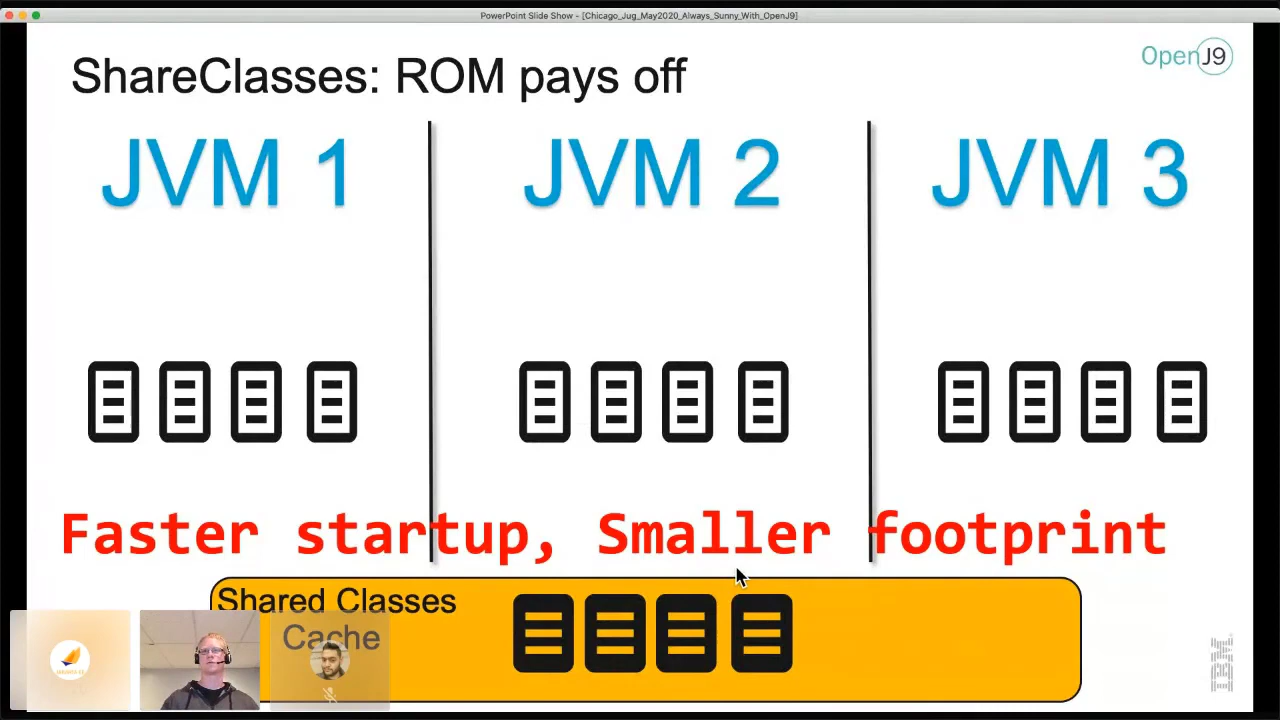 PowerPoint Slide Show - [Chicago_Jug_May2020_Always_Sunny_With_OpenJ9]
ShareClasses: ROM pays off
OpenJ9
JVM 1
JVM 2
JVM 3
Faster startup, Smaller footprint
Shared Classes
Cache
IBM